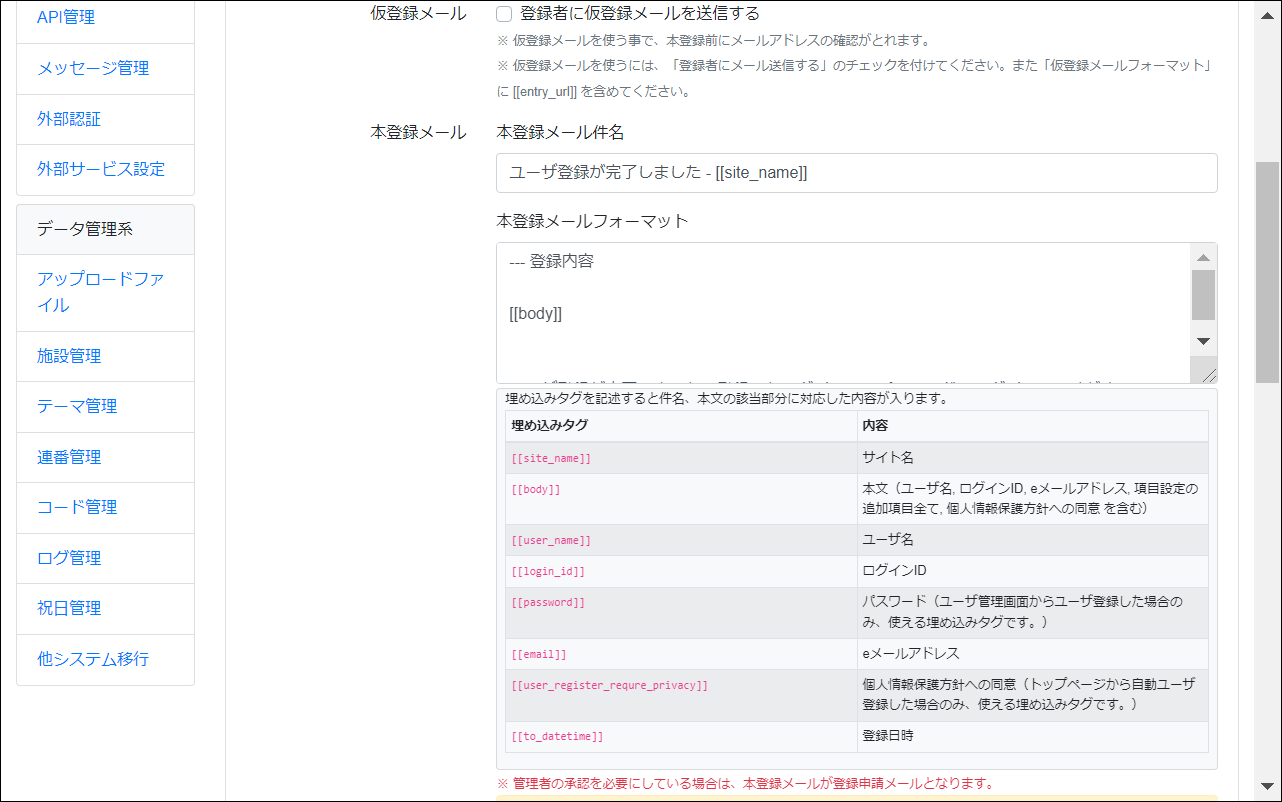 API管理
メッセージ管理
外部認証
外部サービス設定
データ管理系
アップロードファ
イル
施設管理
テーマ管理
連番管理
コード管理
ログ管理
祝日管理
他システム移行
仮登録メール
登録者に仮登録メールを送信する
※ 仮登録メールを使う事で、本登録前にメールアドレスの確認がとれます。
※ 仮登録メールを使うには、「登録者にメール送信する」のチェックを付けてください。また「仮登録メールフォーマット」
に [[entry_url]] を含めてください。
本登録メール
本登録メール件名
ユーザ登録が完了しました - [[site_name]]
本登録メールフォーマット
--- 登録内容
[[body]]
埋め込みタグを記述すると件名、本文の該当部分に対応した内容が入ります。
埋め込みタグ 内容
[[site_name]] サイト名
[[body]] 本文（ユーザ名, ログインID, eメールアドレス, 項目設定の
追加項目全て, 個人情報保護方針への同意 を含む）
[[user_name]] ユーザ名
[[login_id]] ログインID
[[password]] パスワード（ユーザ管理画面からユーザ登録した場合の
み、使える埋め込みタグです。）
[[email]] eメールアドレス
[[user_register_requre_privacy]] 個人情報保護方針への同意（トップページから自動ユーザ
登録した場合のみ、使える埋め込みタグです。）
[[to_datetime]] 登録日時
※ 管理者の承認を必要にしている場合は、本登録メールが登録申請メールとなります。